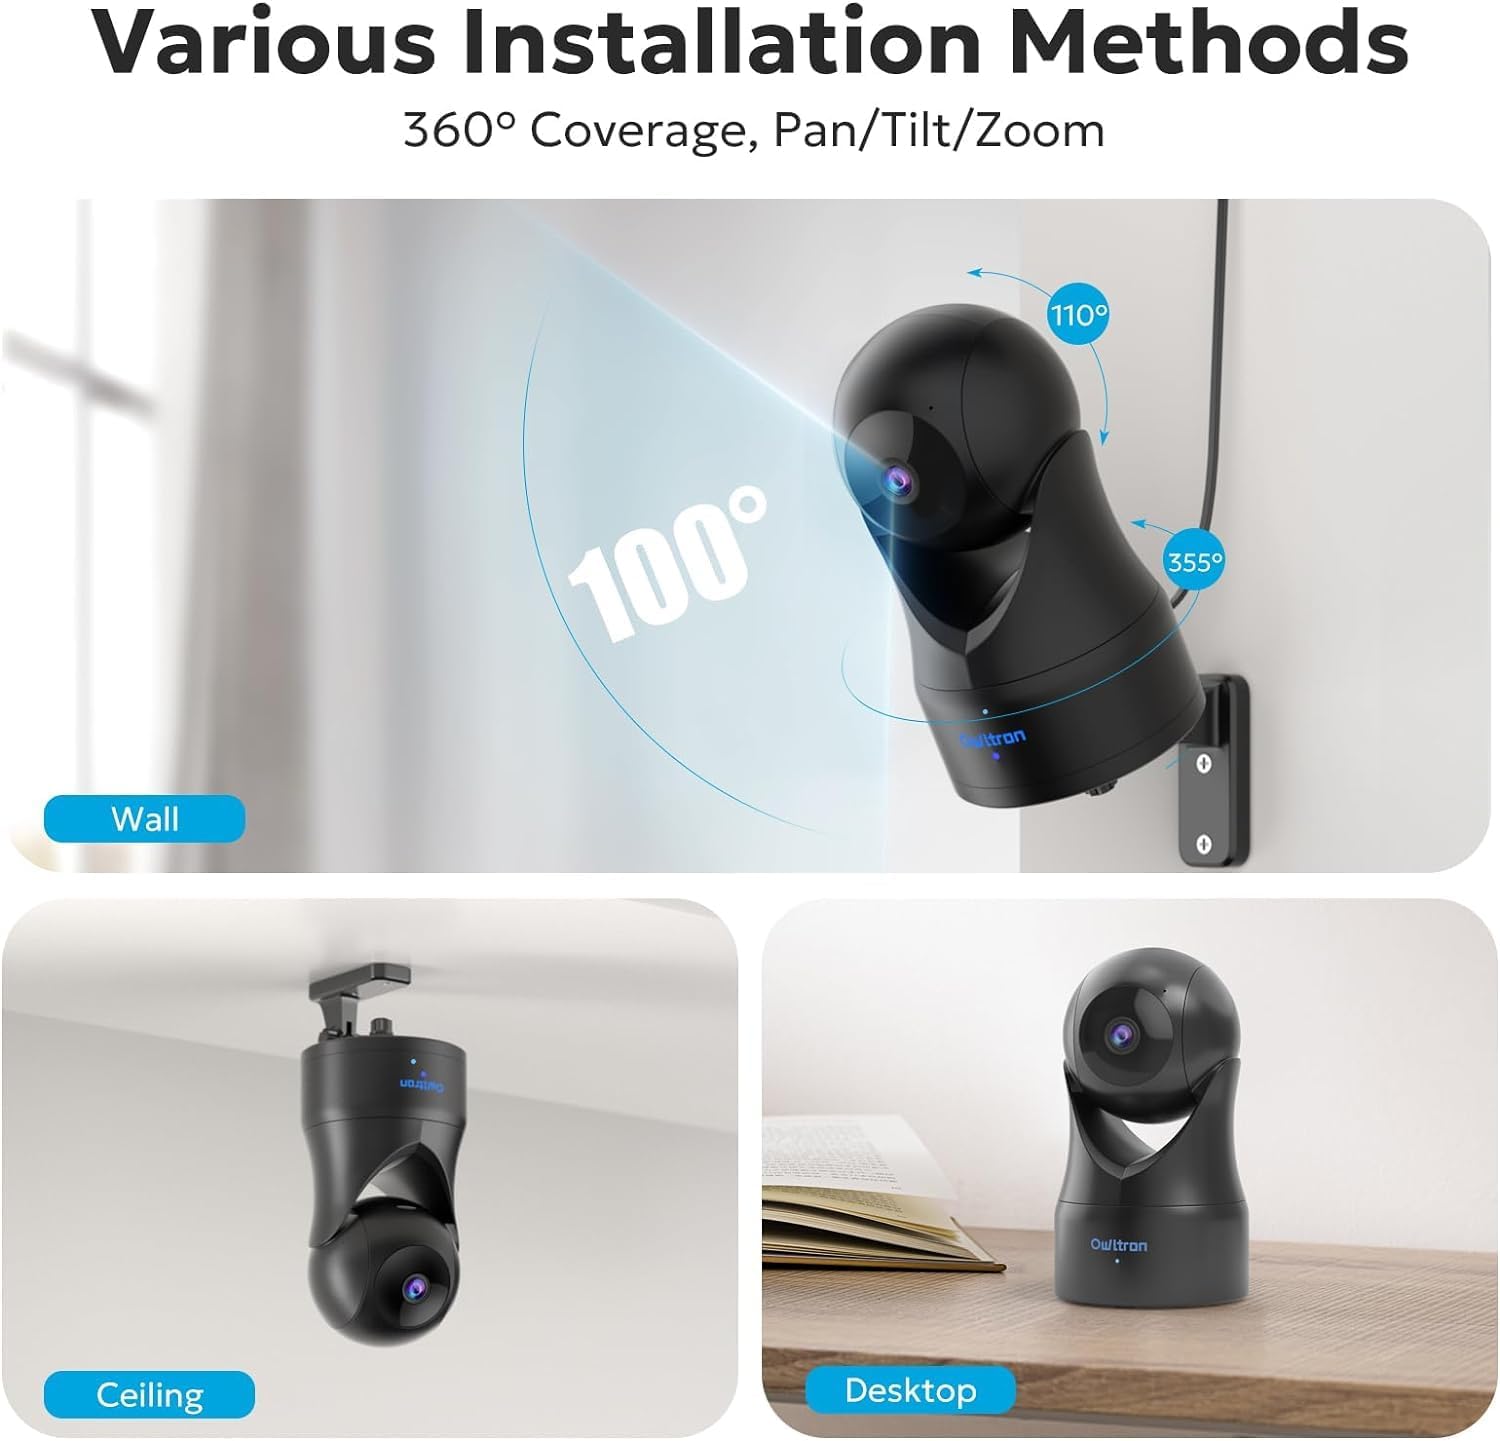 Various Installation Methods
360° Coverage, Pan/Tilt/Zoom
110°
100°
355°
Owltron
Wall
Owltron
Owltron
Ceiling
Desktop